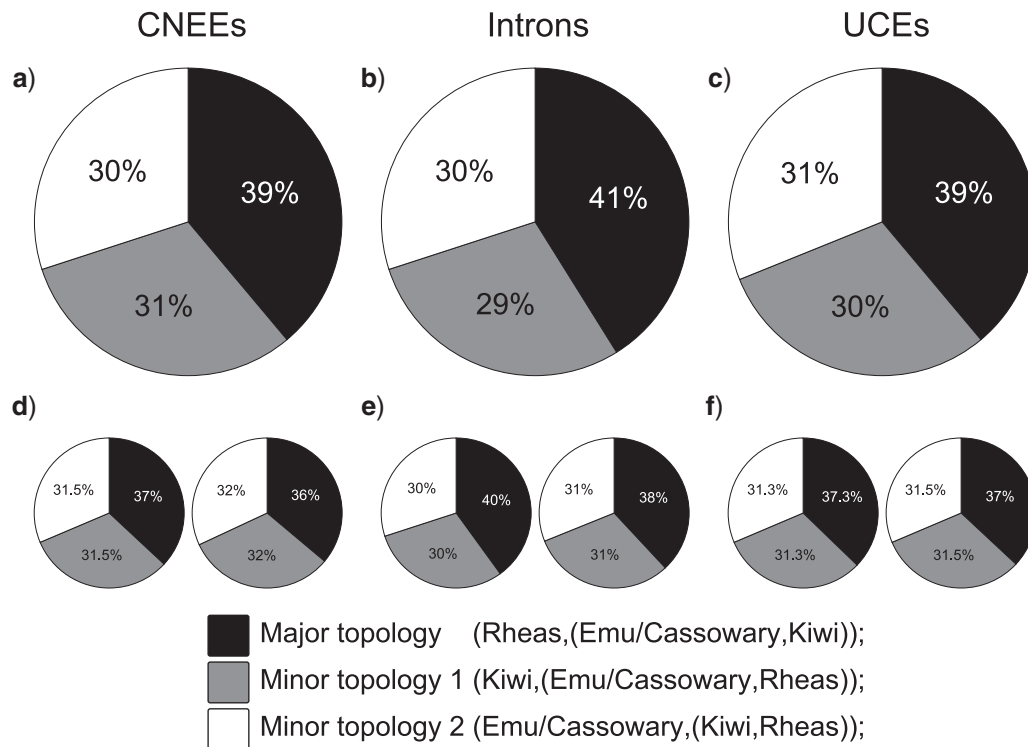 CNEEs Introns UCEs
a) b) c)
30% 39% 30% 41% 31% 39%
31% 29% 30%
d) e) f)
31.5% 37% 32% 36% 30% 40% 31% 38% 31.3% 37.3% 31.5% 37%
31.5% 32% 30% 31% 31.3% 31.5%
Major topology (Rheas,(Emu/Cassowary,Kiwi));
Minor topology 1 (Kiwi,(Emu/Cassowary,Rheas));
Minor topology 2 (Emu/Cassowary,(Kiwi,Rheas));